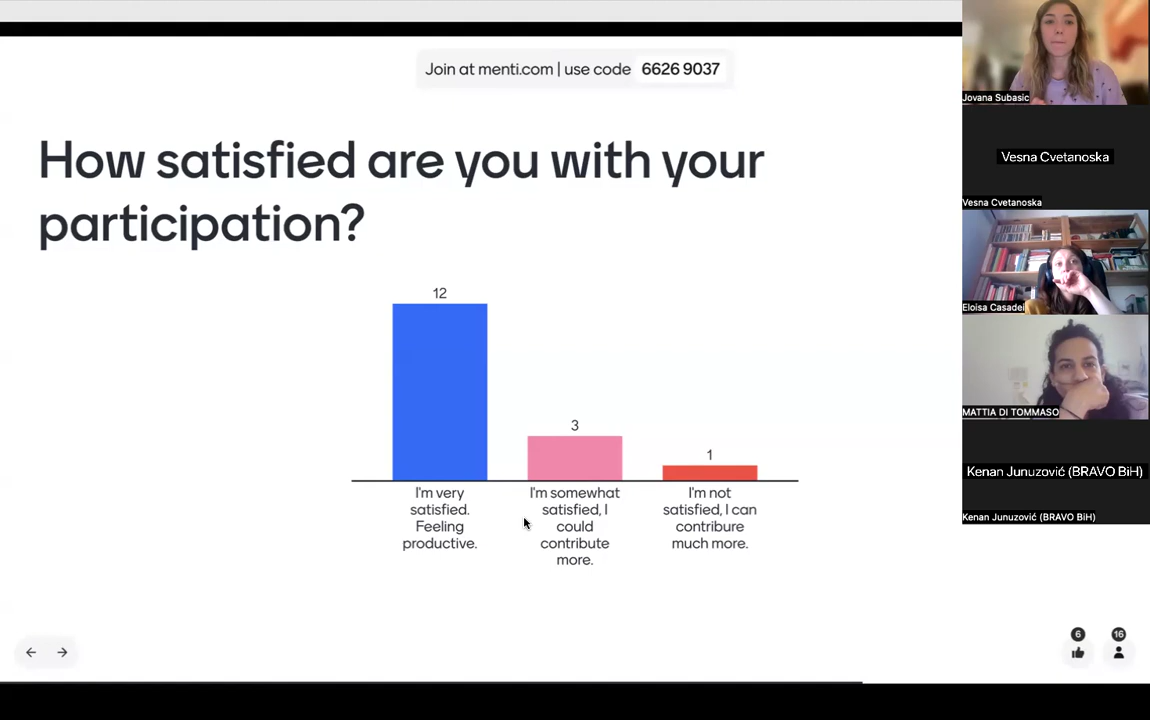 Join at menti.com | use code 6626 9037
How satisfied are you with your
participation?
12
3
1
I'm very
satisfied.
Feeling
productive.
I'm somewhat
satisfied, I
could
contribute
more.
I'm not
satisfied, I can
contribure
much more.
6
16
Jovana Subasic
Vesna Cvetanoska
Vesna Cvetanoska
Eloisa Casadei
MATTIA DI TOMMASO
Kenan Junuzović (BRAVO BiH)
Kenan Junuzović (BRAVO BiH)